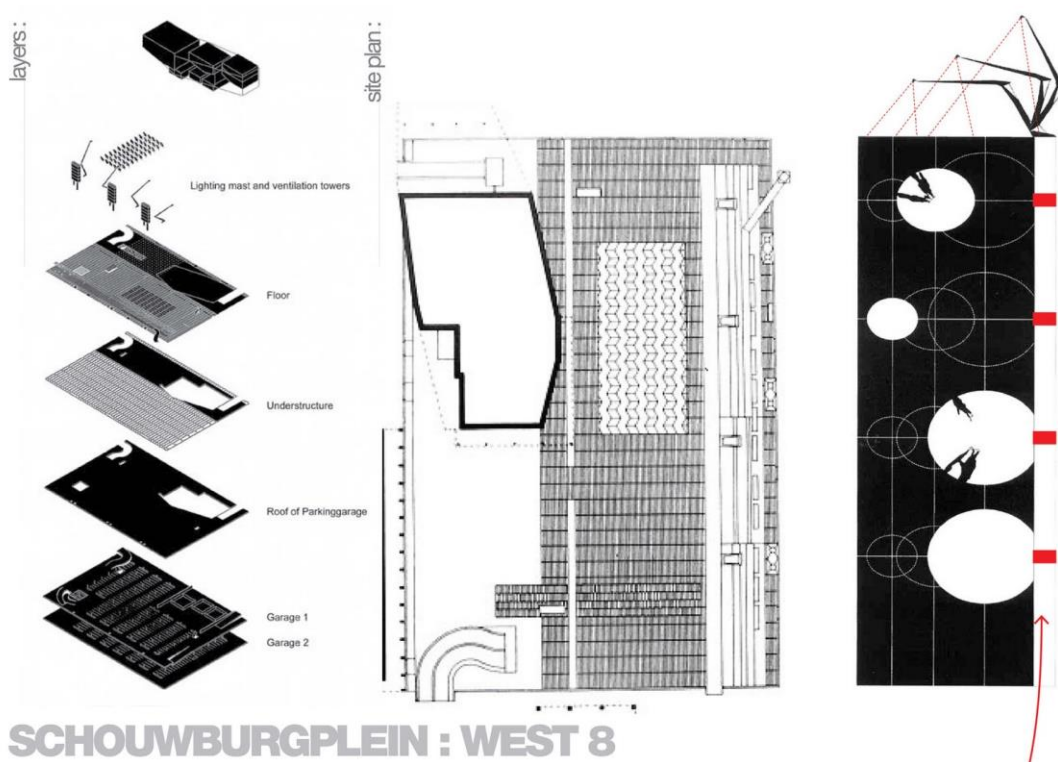 layers :
site plan :
Lighting mast and ventilation towers
Floor
Understructure
Roof of Parkinggarage
Garage 1
Garage 2
SCHOUWBURGPLEIN : WEST 8